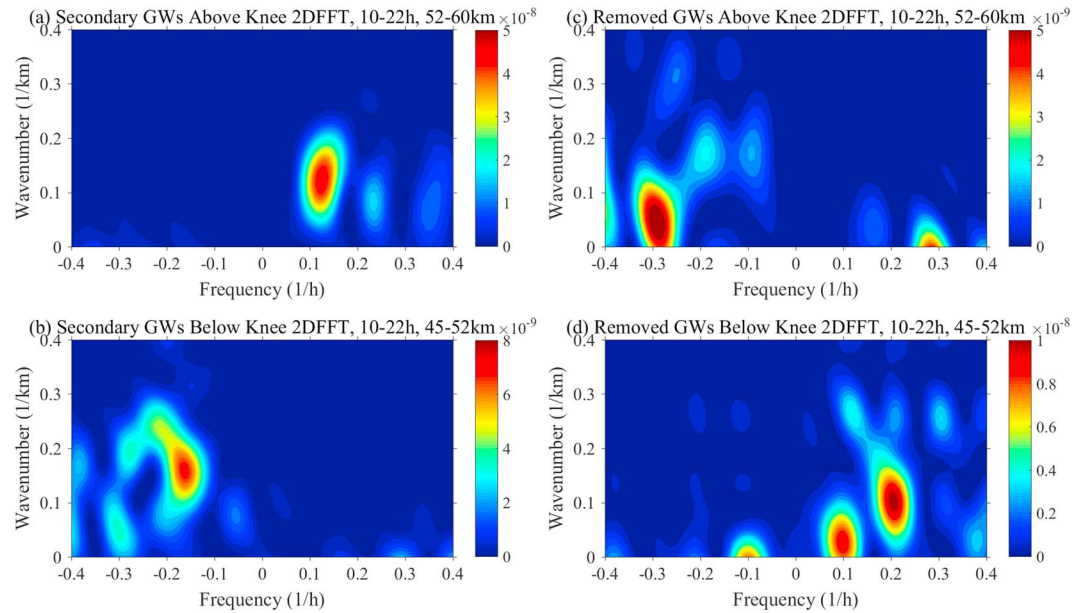 (a) Secondary GWs Above Knee 2DFFT, 10-22h, 52-60km ×10⁻⁸
0.4
0.3
0.2
0.1
0
-0.4 -0.3 -0.2 -0.1 0 0.1 0.2 0.3 0.4
Wavenumber (1/km)
Frequency (1/h)
5
4
3
2
1
0
(c) Removed GWs Above Knee 2DFFT, 10-22h, 52-60km ×10⁻⁹
0.4
0.3
0.2
0.1
0
-0.4 -0.3 -0.2 -0.1 0 0.1 0.2 0.3 0.4
Wavenumber (1/km)
Frequency (1/h)
5
4
3
2
1
0
(b) Secondary GWs Below Knee 2DFFT, 10-22h, 45-52km ×10⁻⁹
0.4
0.3
0.2
0.1
0
-0.4 -0.3 -0.2 -0.1 0 0.1 0.2 0.3 0.4
Wavenumber (1/km)
Frequency (1/h)
8
6
4
2
0
(d) Removed GWs Below Knee 2DFFT, 10-22h, 45-52km ×10⁻⁸
0.4
0.3
0.2
0.1
0
-0.4 -0.3 -0.2 -0.1 0 0.1 0.2 0.3 0.4
Wavenumber (1/km)
Frequency (1/h)
1
0.8
0.6
0.4
0.2
0